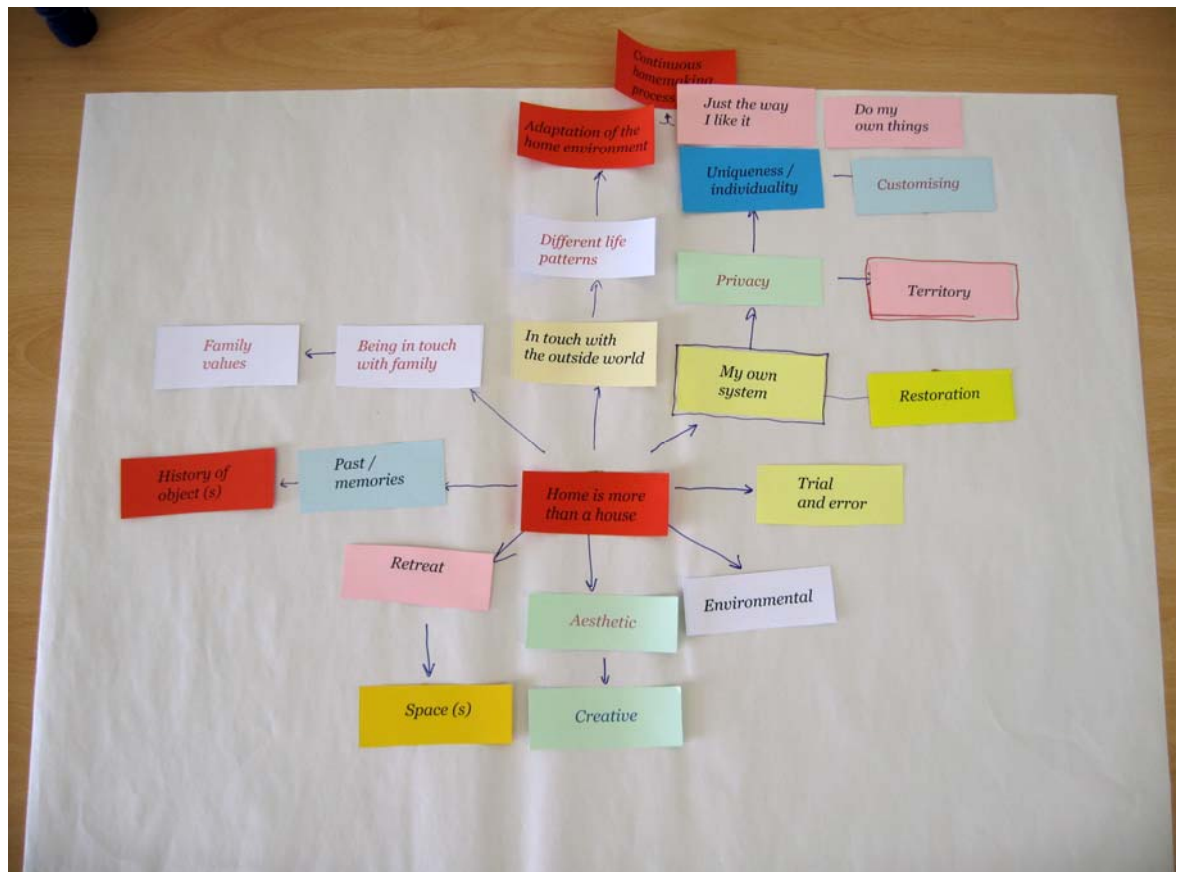 Continuous
homemaking
process
Just the way
I like it
Do my
own things
Adaptation of the
home environment
Uniqueness /
individuality
Customising
Different life
patterns
Privacy
Territory
Family
values
Being in touch
with family
In touch with
the outside world
My own
system
Restoration
History of
object (s)
Past /
memories
Home is more
than a house
Trial
and error
Retreat
Aesthetic
Environmental
Space (s)
Creative